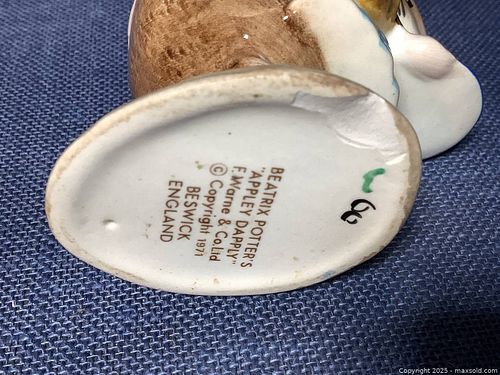 BEATRIX POTTER'S
"APPLEY DAPPLY"
F. Warne & Co. Ltd
© Copyright 1971
BESWICK
ENGLAND
Copyright 2025 - maxsold.com